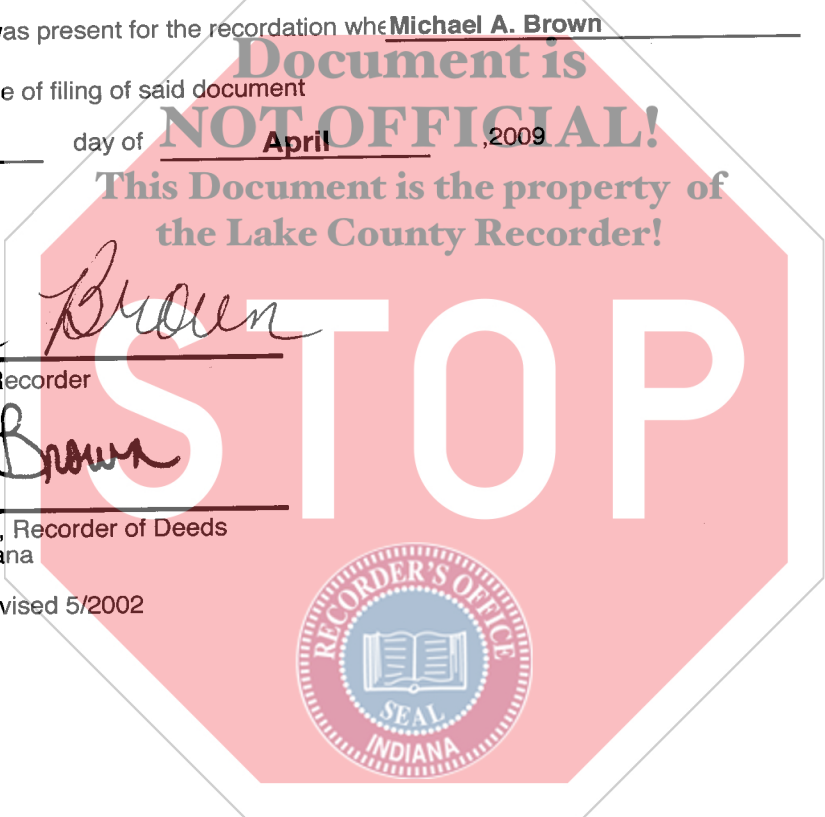 as present for the recordation whe Michael A. Brown
Document is
e of filing of said document
day of April ,2009
NOT OFFICIAL!
This Document is the property of
the Lake County Recorder!
Brown
Recorder
STOP
Brown
, Recorder of Deeds
ana
vised 5/2002
RECORDER'S OFFICE
SEAL
INDIANA